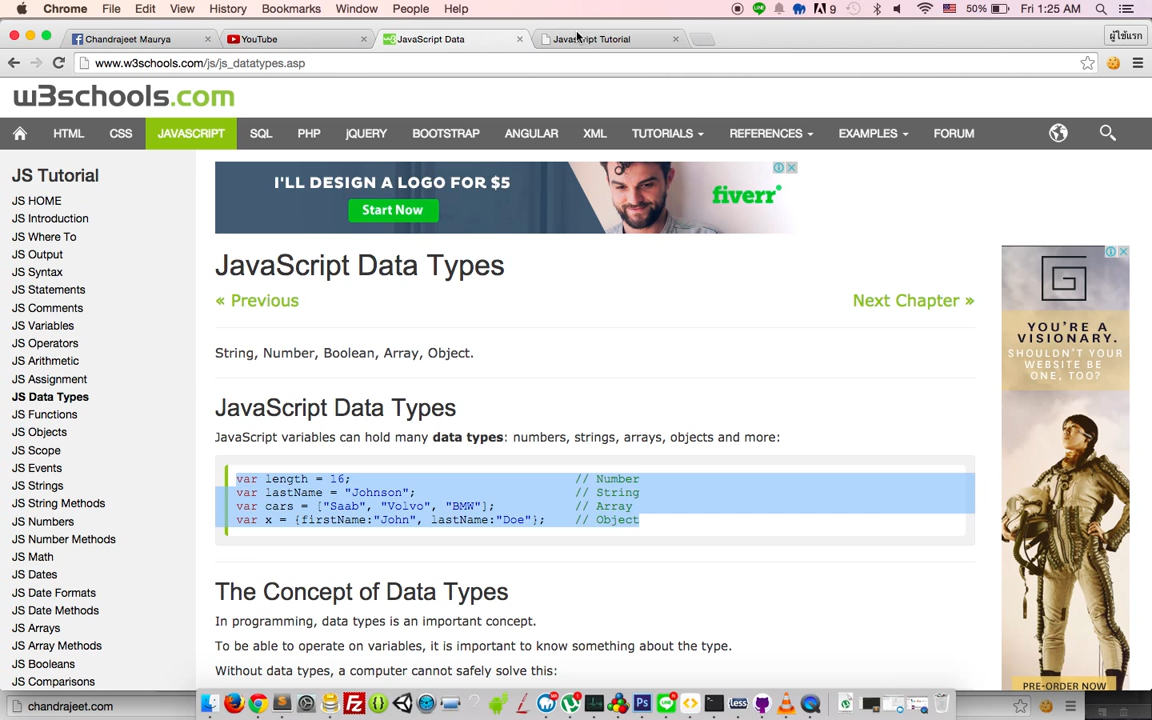 Chrome File Edit View History Bookmarks Window People Help 9 50% Fri 1:25 AM
Chandrajeet Maurya YouTube JavaScript Data JavaScript Tutorial ผู้ใช้แรก
www.w3schools.com/js/js_datatypes.asp
w3schools.com
HTML CSS JAVASCRIPT SQL PHP jQUERY BOOTSTRAP ANGULAR XML TUTORIALS REFERENCES EXAMPLES FORUM
JS Tutorial
JS HOME
JS Introduction
JS Where To
JS Output
JS Syntax
JS Statements
JS Comments
JS Variables
JS Operators
JS Arithmetic
JS Assignment
JS Data Types
JS Functions
JS Objects
JS Scope
JS Events
JS Strings
JS String Methods
JS Numbers
JS Number Methods
JS Math
JS Dates
JS Date Formats
JS Date Methods
JS Arrays
JS Array Methods
JS Booleans
JS Comparisons
I'LL DESIGN A LOGO FOR $5
Start Now
fiverr
JavaScript Data Types
« Previous Next Chapter »
String, Number, Boolean, Array, Object.
JavaScript Data Types
JavaScript variables can hold many data types: numbers, strings, arrays, objects and more:
var length = 16; // Number
var lastName = "Johnson"; // String
var cars = ["Saab", "Volvo", "BMW"]; // Array
var x = {firstName:"John", lastName:"Doe"}; // Object
The Concept of Data Types
In programming, data types is an important concept.
To be able to operate on variables, it is important to know something about the type.
Without data types, a computer cannot safely solve this:
YOU'RE A
VISIONARY.
SHOULDN'T YOUR
WEBSITE BE
ONE, TOO?
PRE-ORDER NOW
chandrajeet.com
Ps
less